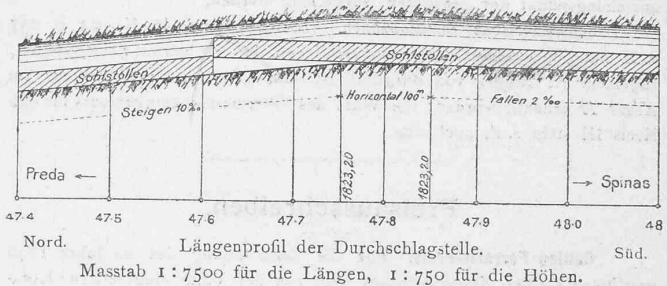 Sohlstollen
Sohlstollen
Steigen 10‰
Horizontal 100m
Fallen 2‰
1823,20
1823,20
Preda ←
→ Spinas
47·4 47·5 47·6 47·7 47·8 47·9 48·0 48
Nord.
Längenprofil der Durchschlagstelle.
Süd.
Masstab 1 : 7500 für die Längen, 1 : 750 für die Höhen.